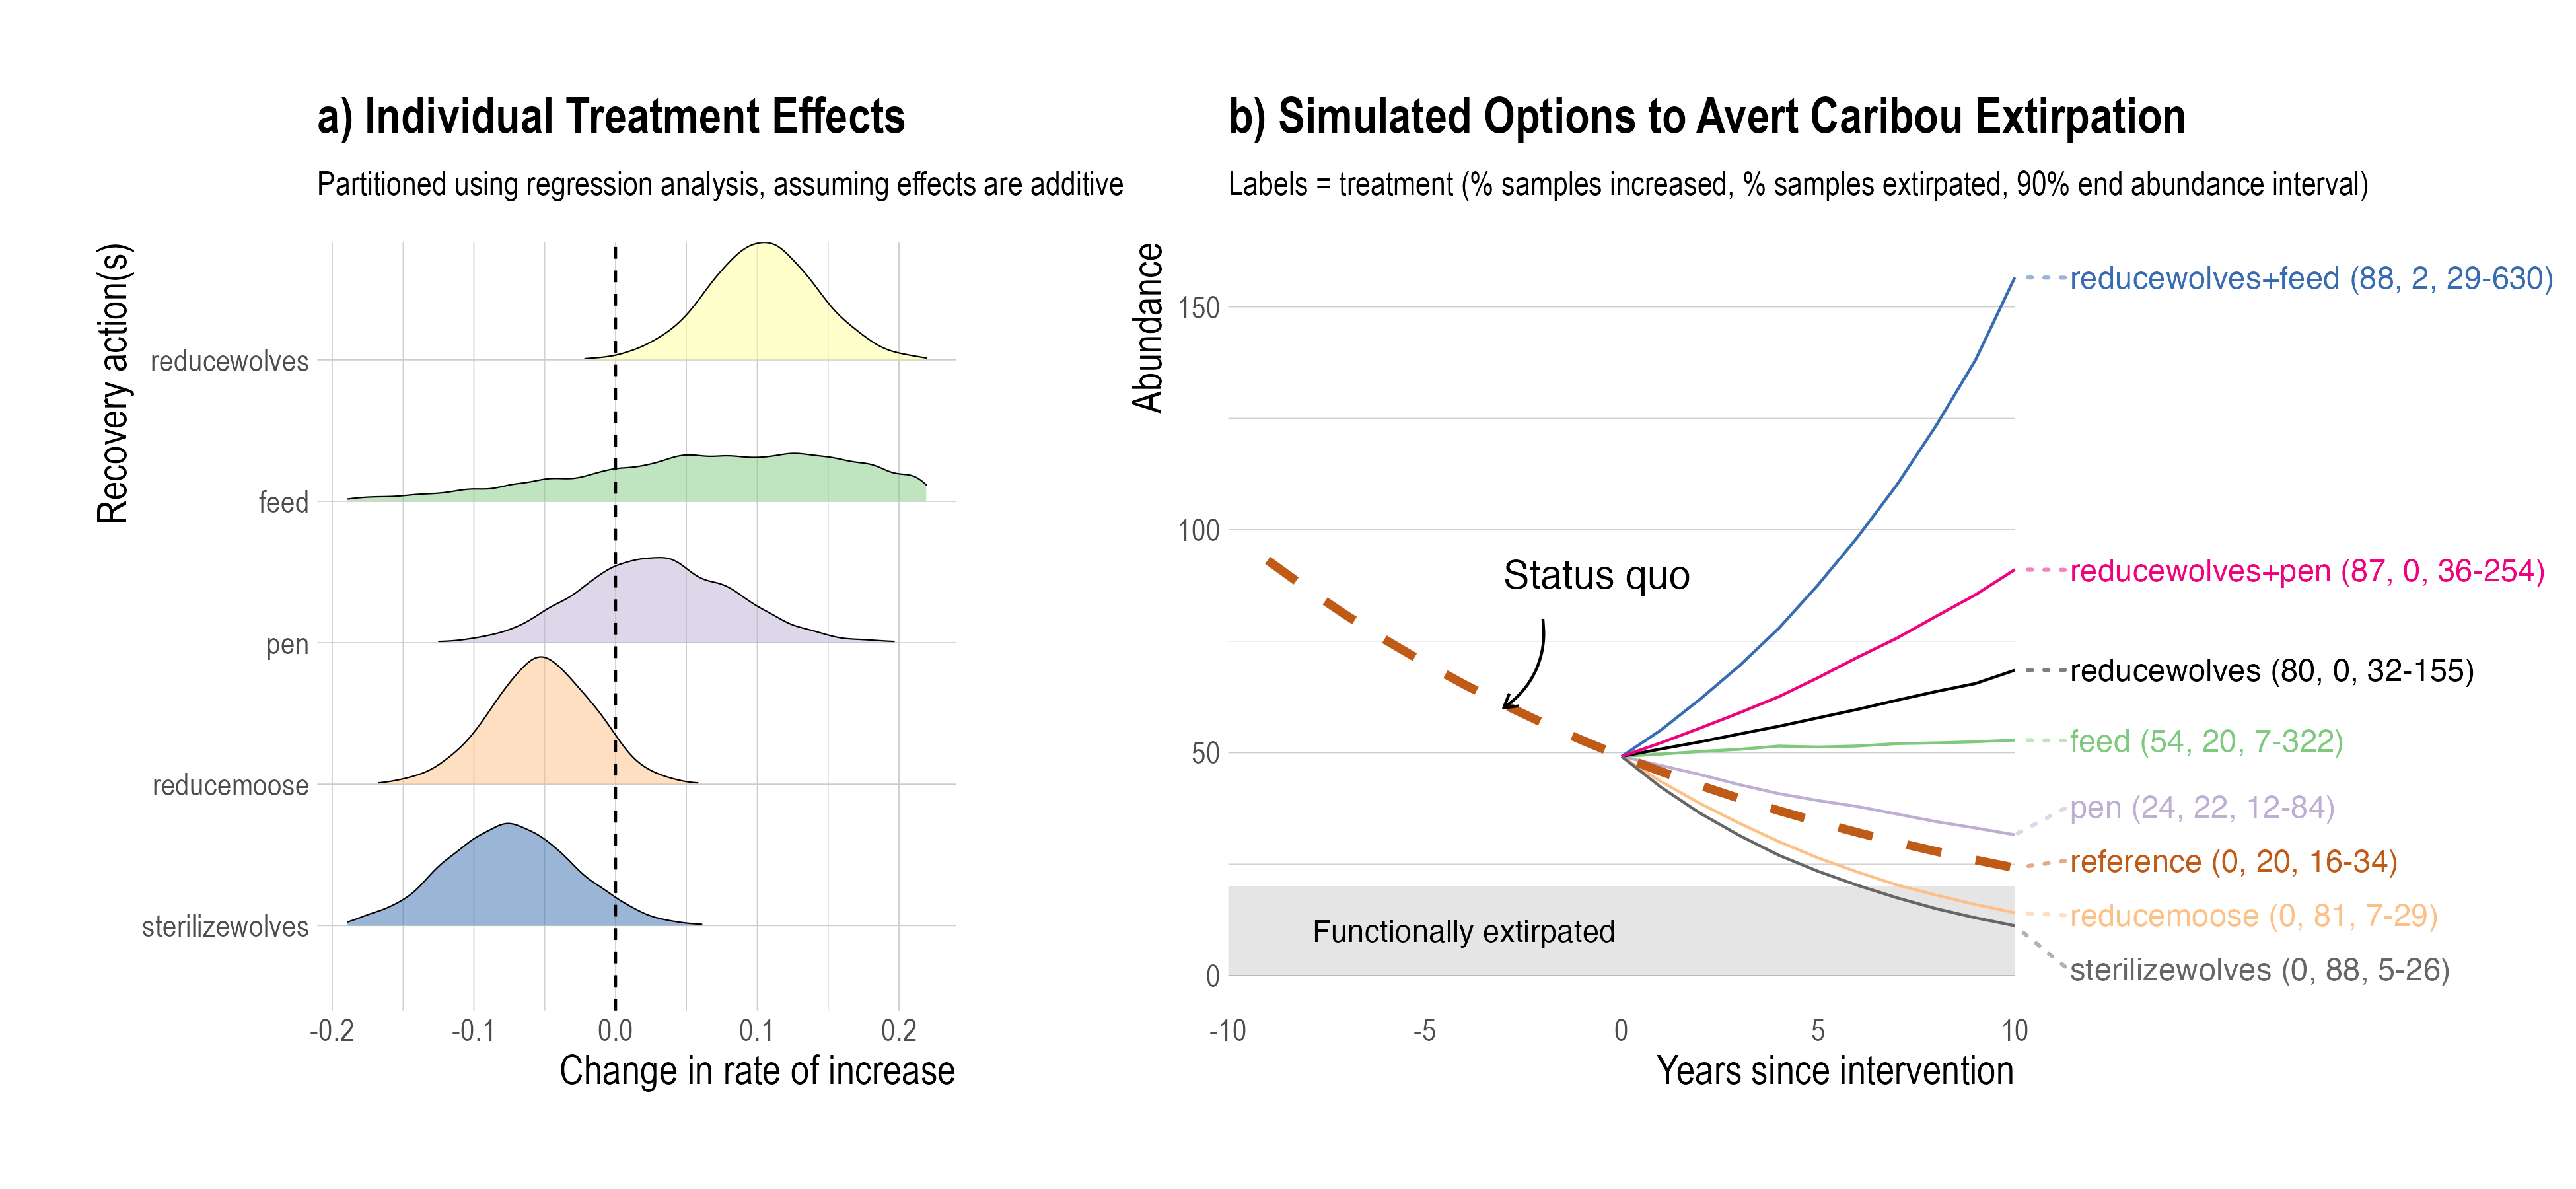 a) Individual Treatment Effects
Partitioned using regression analysis, assuming effects are additive
Recovery action(s)
reducewolves
feed
pen
reducemoose
sterilizewolves
-0.2
-0.1
0.0
0.1
0.2
Change in rate of increase
b) Simulated Options to Avert Caribou Extirpation
Labels = treatment (% samples increased, % samples extirpated, 90% end abundance interval)
Abundance
150
100
50
0
Status quo
Functionally extirpated
reducewolves+feed (88, 2, 29-630)
reducewolves+pen (87, 0, 36-254)
reducewolves (80, 0, 32-155)
feed (54, 20, 7-322)
pen (24, 22, 12-84)
reference (0, 20, 16-34)
reducemoose (0, 81, 7-29)
sterilizewolves (0, 88, 5-26)
-10
-5
0
5
10
Years since intervention